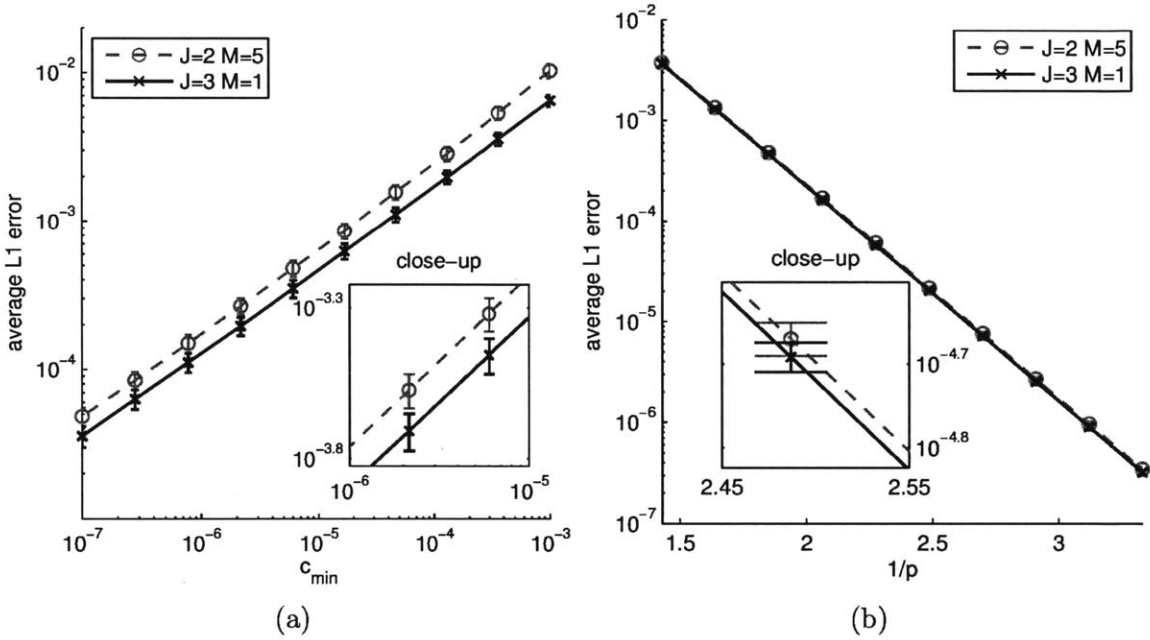 J=2 M=5
J=3 M=1
10⁻²
10⁻³
10⁻⁴
average L1 error
close-up
10⁻³·³
10⁻³·⁸
10⁻⁶
10⁻⁵
10⁻⁷
10⁻⁶
10⁻⁵
10⁻⁴
10⁻³
c_min
(a)
J=2 M=5
J=3 M=1
10⁻²
10⁻³
10⁻⁴
10⁻⁵
10⁻⁶
10⁻⁷
average L1 error
close-up
10⁻⁴·⁷
10⁻⁴·⁸
2.45
2.55
1.5
2
2.5
3
1/p
(b)